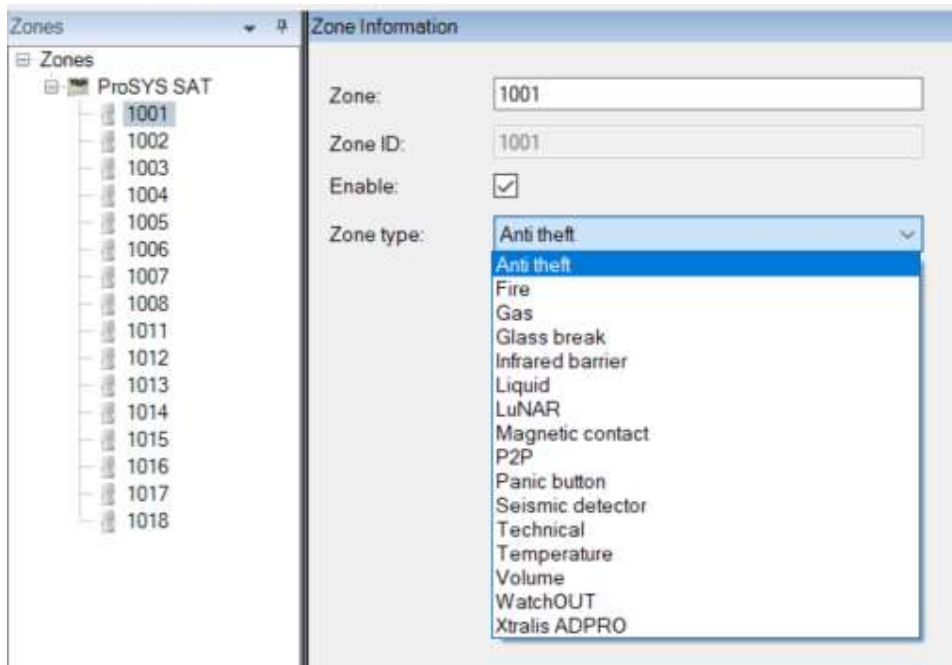 Zones
Zones
ProSYS SAT
1001
1002
1003
1004
1005
1006
1007
1008
1011
1012
1013
1014
1015
1016
1017
1018
Zone Information
Zone: 1001
Zone ID: 1001
Enable:
Zone type: Anti theft
Anti theft
Fire
Gas
Glass break
Infrared barrier
Liquid
LuNAR
Magnetic contact
P2P
Panic button
Seismic detector
Technical
Temperature
Volume
WatchOUT
Xtralis ADPRO